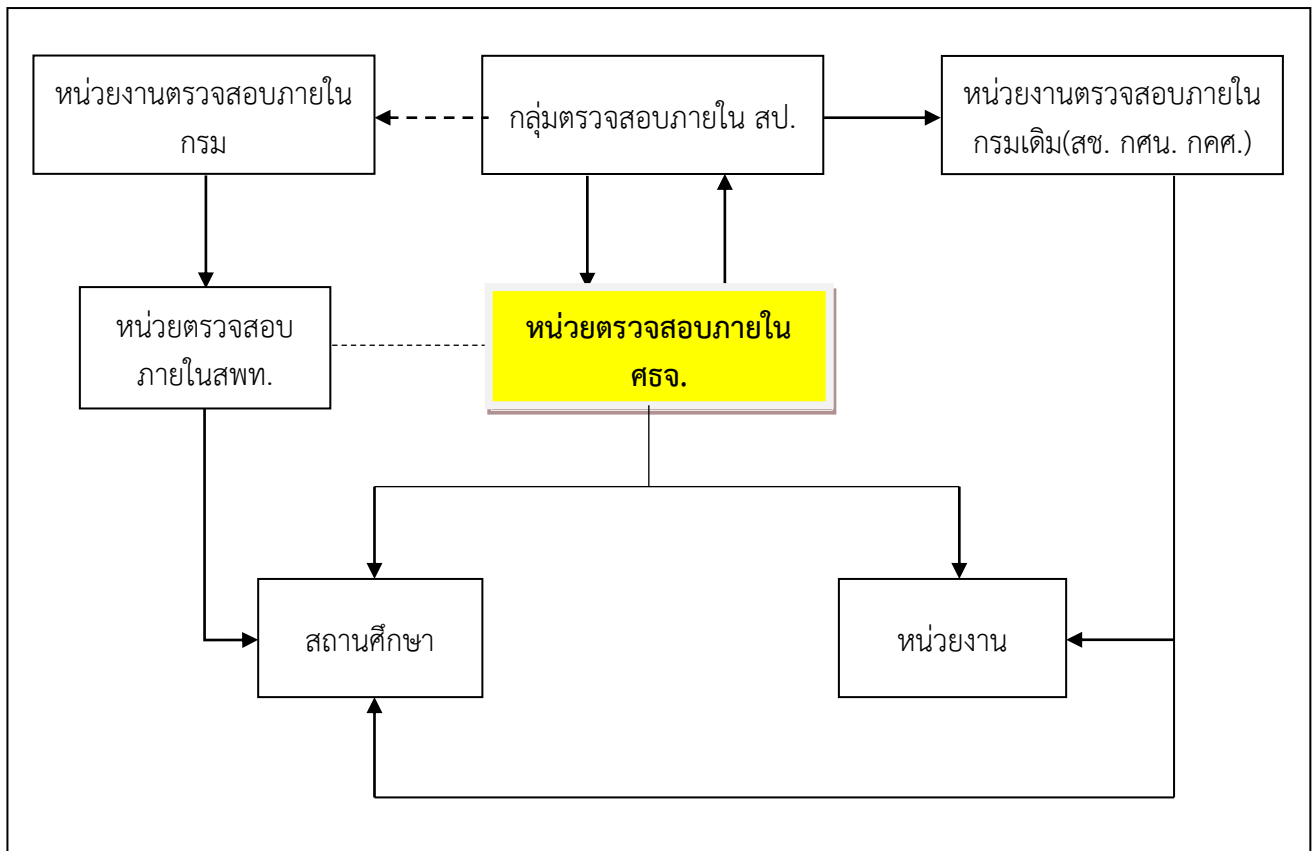 หน่วยงานตรวจสอบภายใน
กรม
กลุ่มตรวจสอบภายใน สป.
หน่วยงานตรวจสอบภายใน
กรมเดิม(สช. กศน. กคศ.)
หน่วยตรวจสอบ
ภายในสพท.
หน่วยตรวจสอบภายใน
ศธจ.
สถานศึกษา
หน่วยงาน